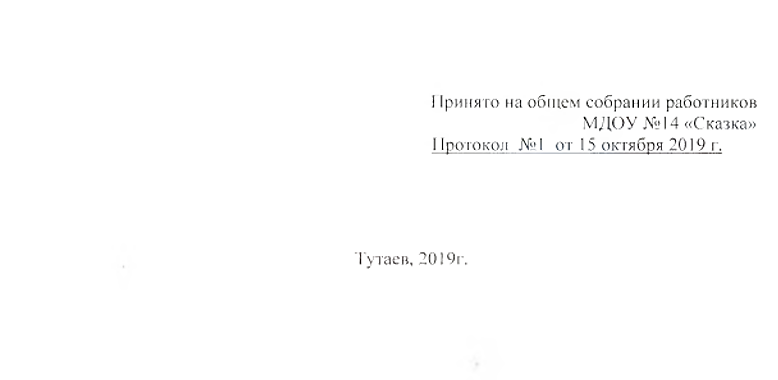 Принято на общем собрании работников
МДОУ №14 «Сказка»
Протокол №1 от 15 октября 2019 г.
Тутаев, 2019г.